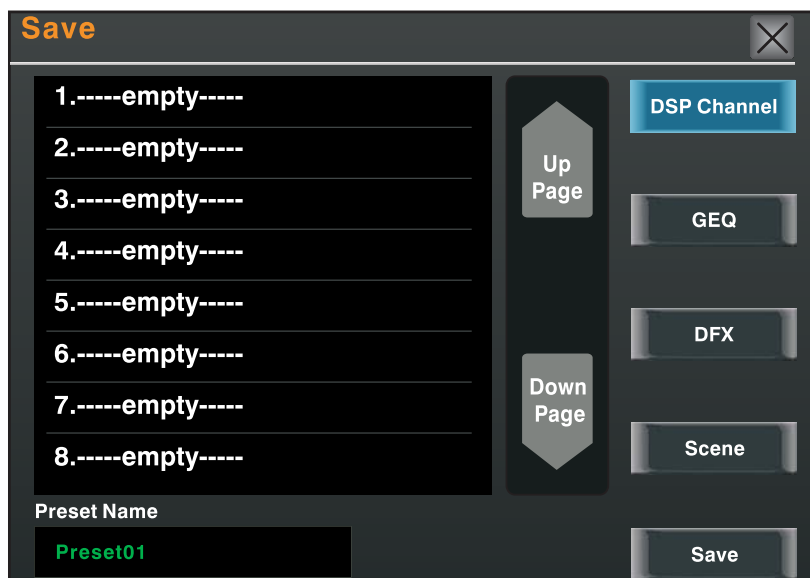 Save
1.-----empty-----
2.-----empty-----
3.-----empty-----
4.-----empty-----
5.-----empty-----
6.-----empty-----
7.-----empty-----
8.-----empty-----
Up
Page
Down
Page
DSP Channel
GEQ
DFX
Scene
Preset Name
Preset01
Save